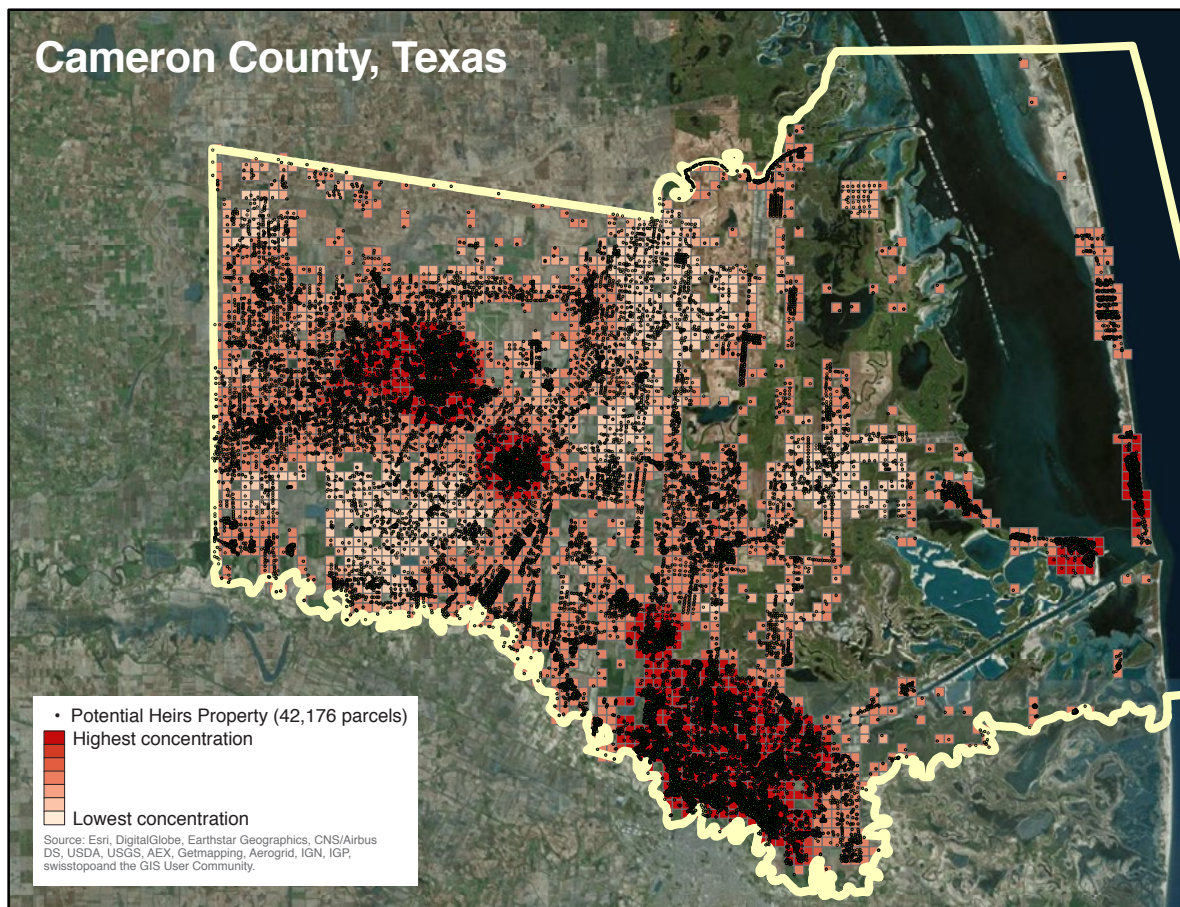 Cameron County, Texas
• Potential Heirs Property (42,176 parcels)
Highest concentration
Lowest concentration
Source: Esri, DigitalGlobe, Earthstar Geographics, CNS/Airbus
DS, USDA, USGS, AEX, Getmapping, Aerogrid, IGN, IGP,
swisstopoand the GIS User Community.